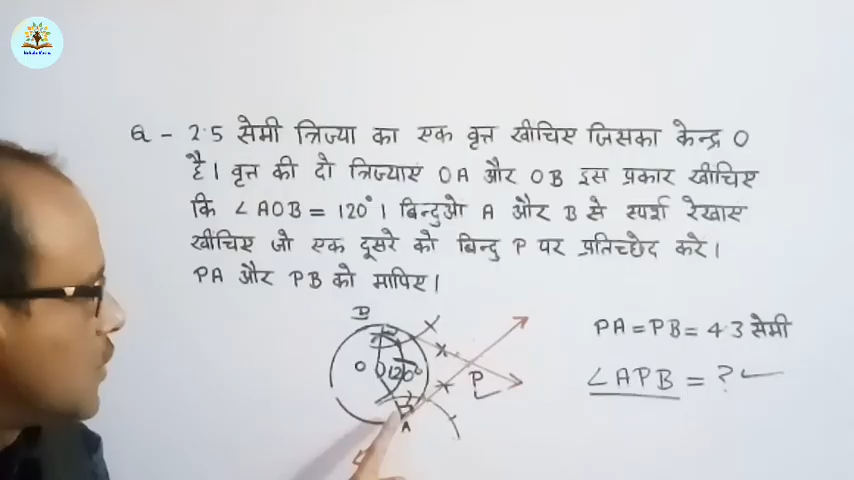 Q - 2.5 सेमी त्रिज्या का एक वृत्त खीचिए जिसका केन्द्र O
है। वृत्त की दो त्रिज्याएं OA और OB इस प्रकार खीचिए
कि ∠AOB = 120°। बिन्दुओ A और B से स्पर्श रेखाएं
खीचिए जो एक दूसरे को बिन्दु P पर प्रतिच्छेद करे।
PA और PB को मापिए।
B
O 120°
P
A
PA = PB = 4.3 सेमी
∠APB = ?